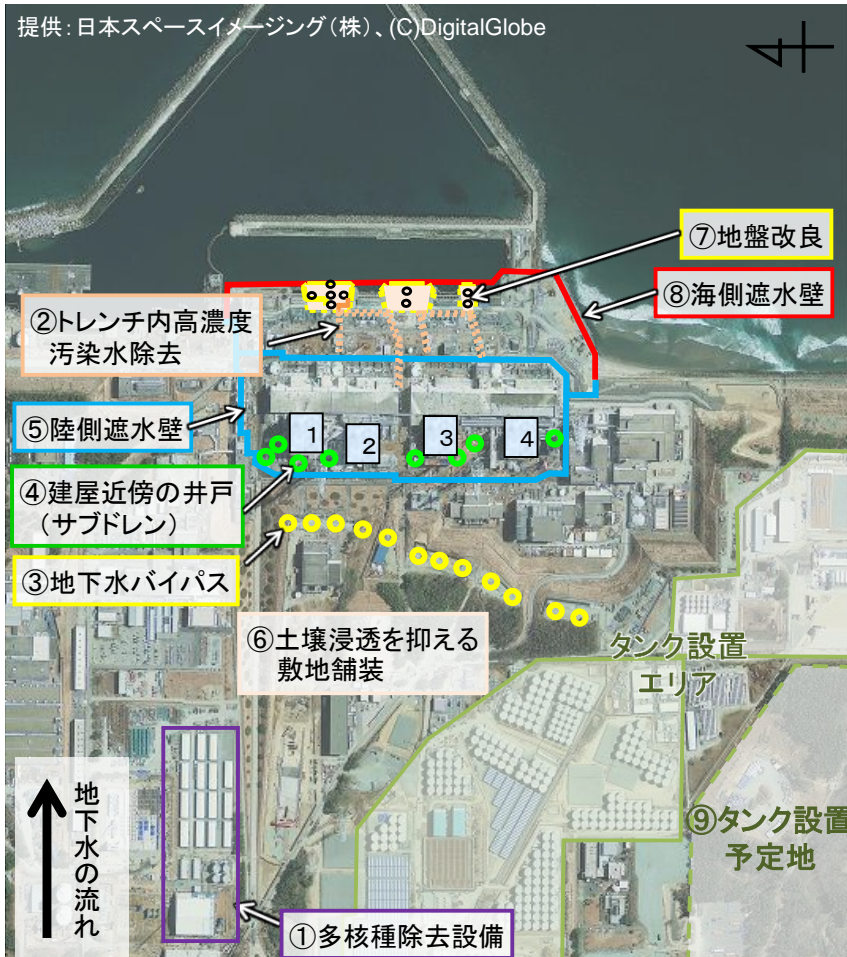 提供：日本スペースイメージング（株）、(C)DigitalGlobe
⑦地盤改良
⑧海側遮水壁
②トレンチ内高濃度
汚染水除去
⑤陸側遮水壁
1
2
3
4
④建屋近傍の井戸
（サブドレン）
③地下水バイパス
⑥土壌浸透を抑える
敷地舗装
タンク設置
エリア
⑨タンク設置
予定地
地下水の流れ
①多核種除去設備